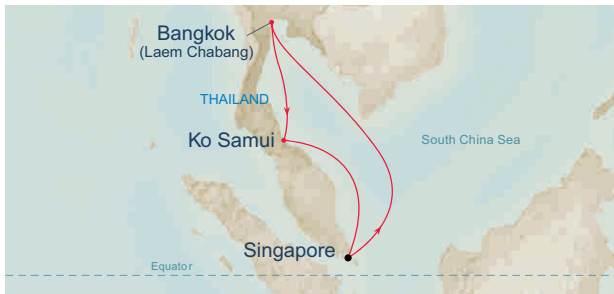 Bangkok
(Laem Chabang)
THAILAND
Ko Samui
South China Sea
Singapore
Equator